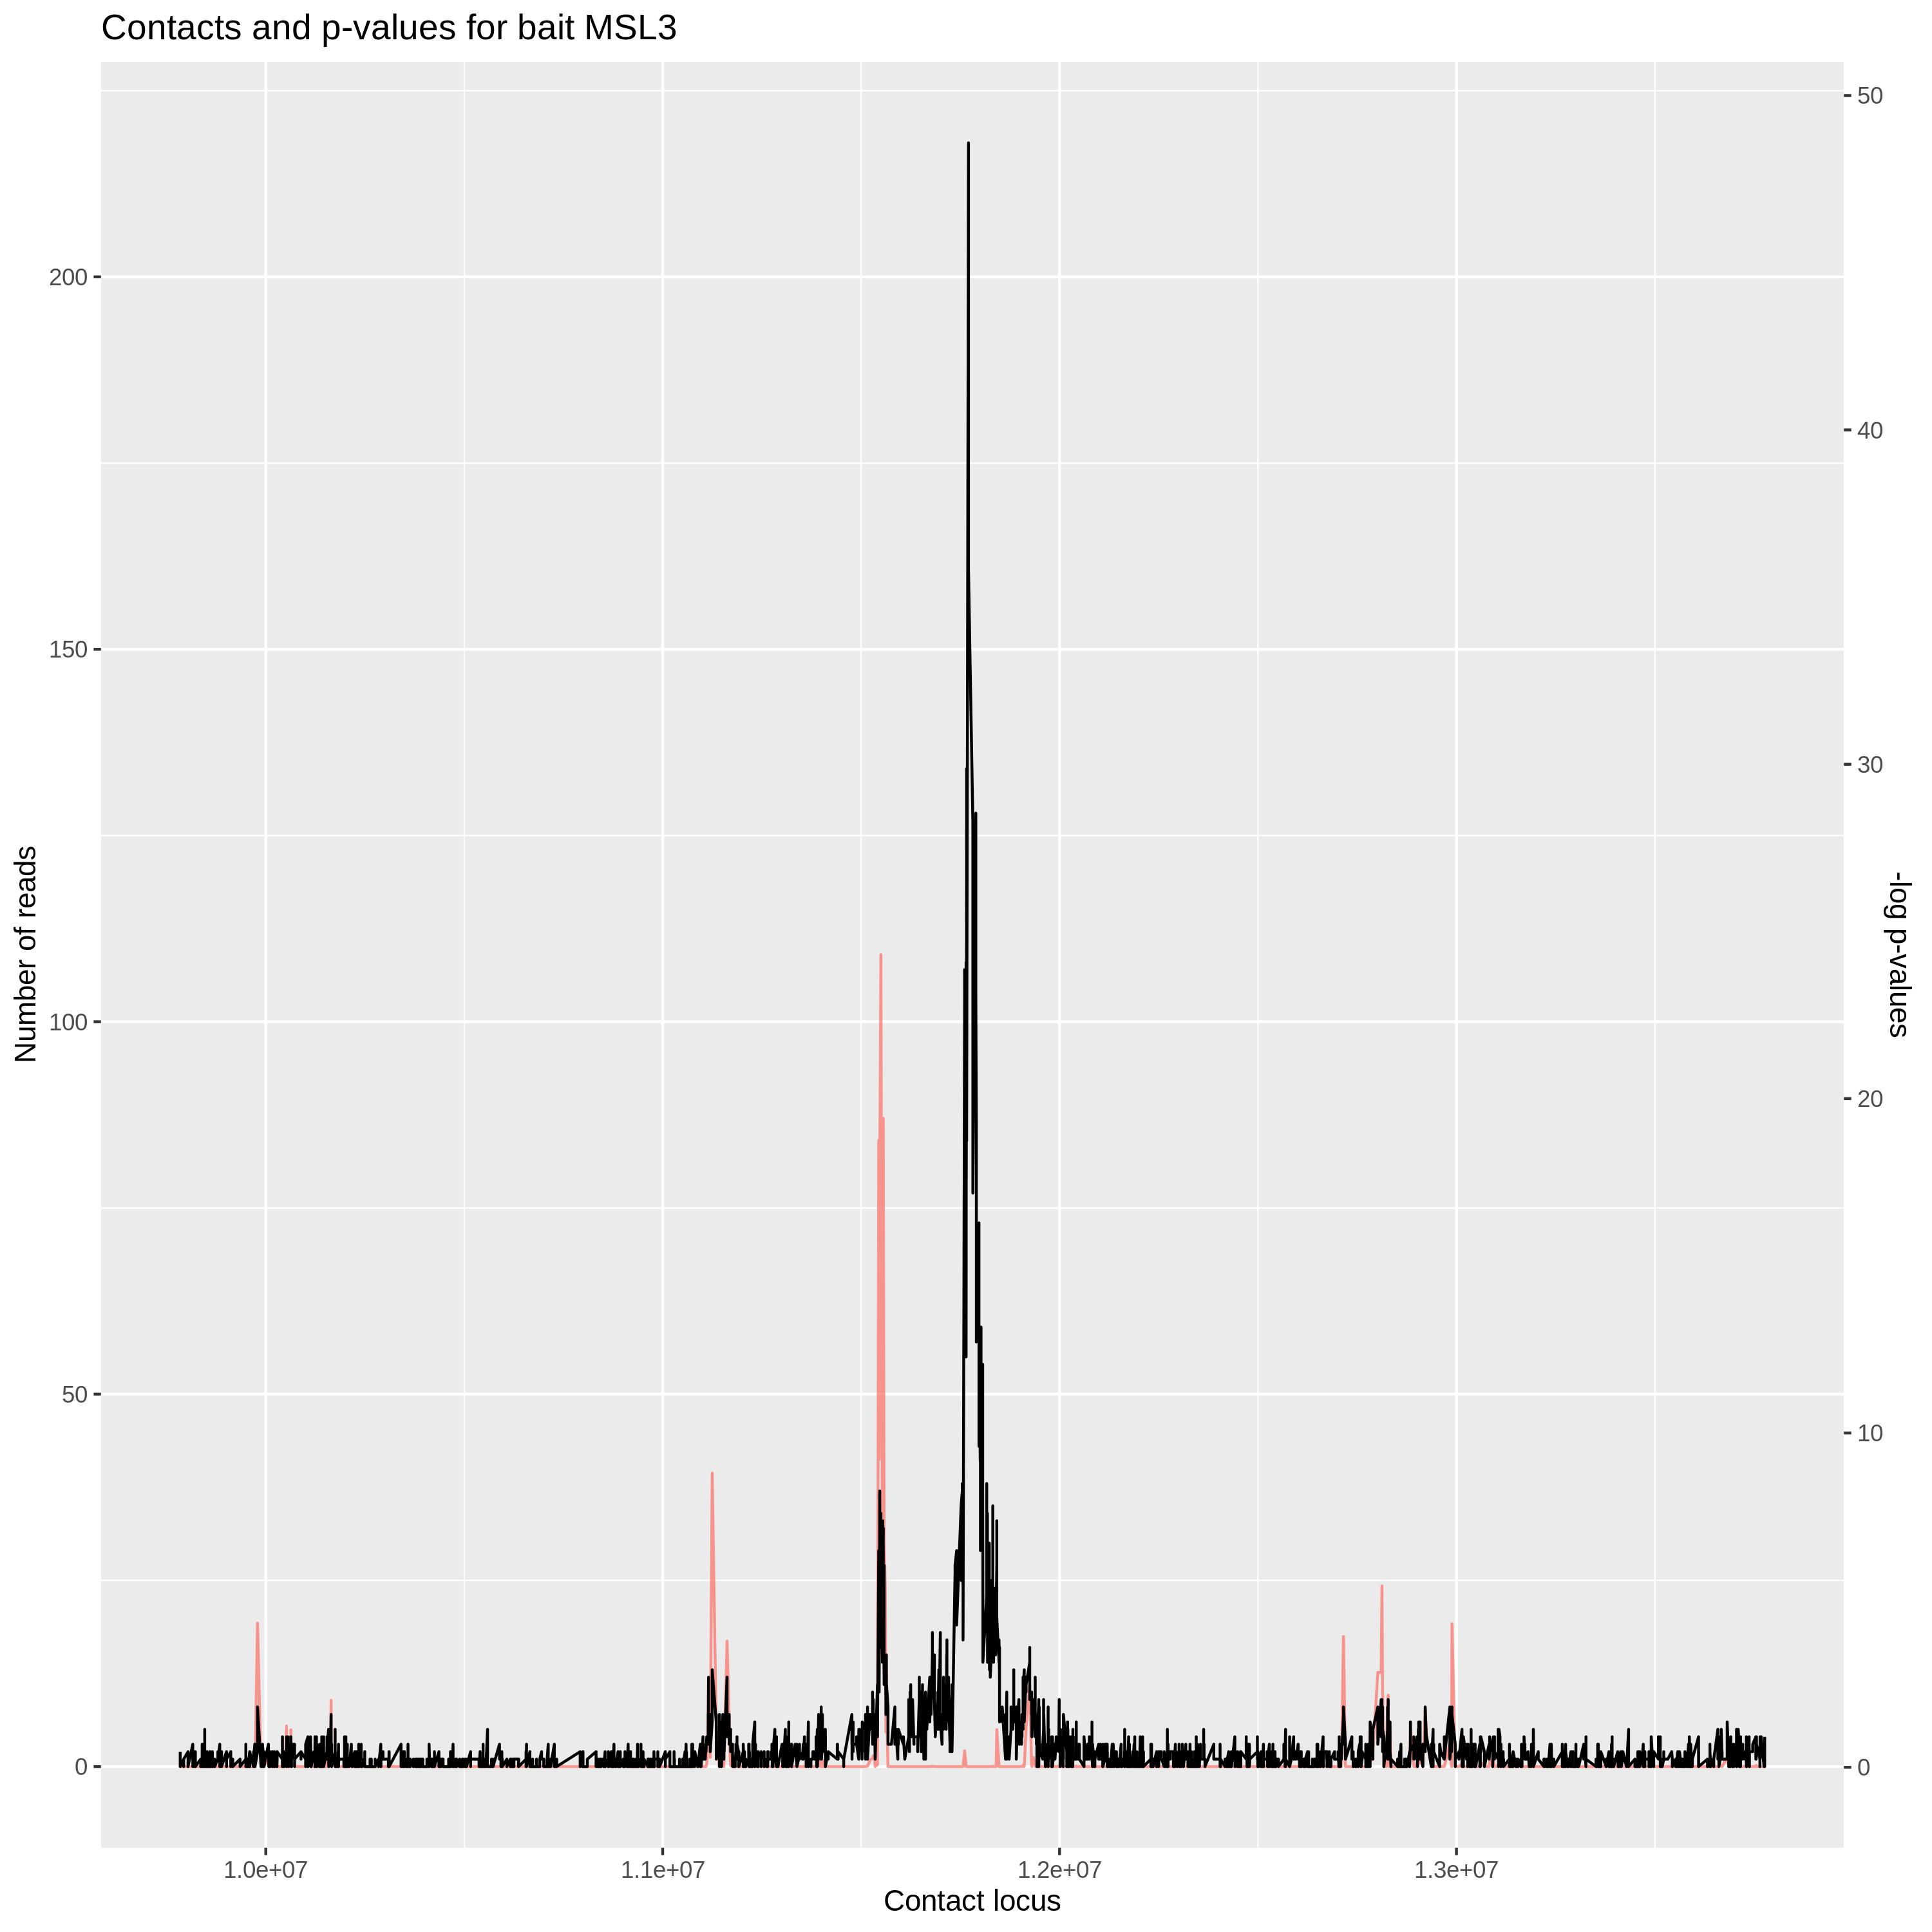 Contacts and p-values for bait MSL3
Number of reads
200
150
100
50
0
50
40
30
20
10
0
-log p-values
1.0e+07
1.1e+07
1.2e+07
1.3e+07
Contact locus